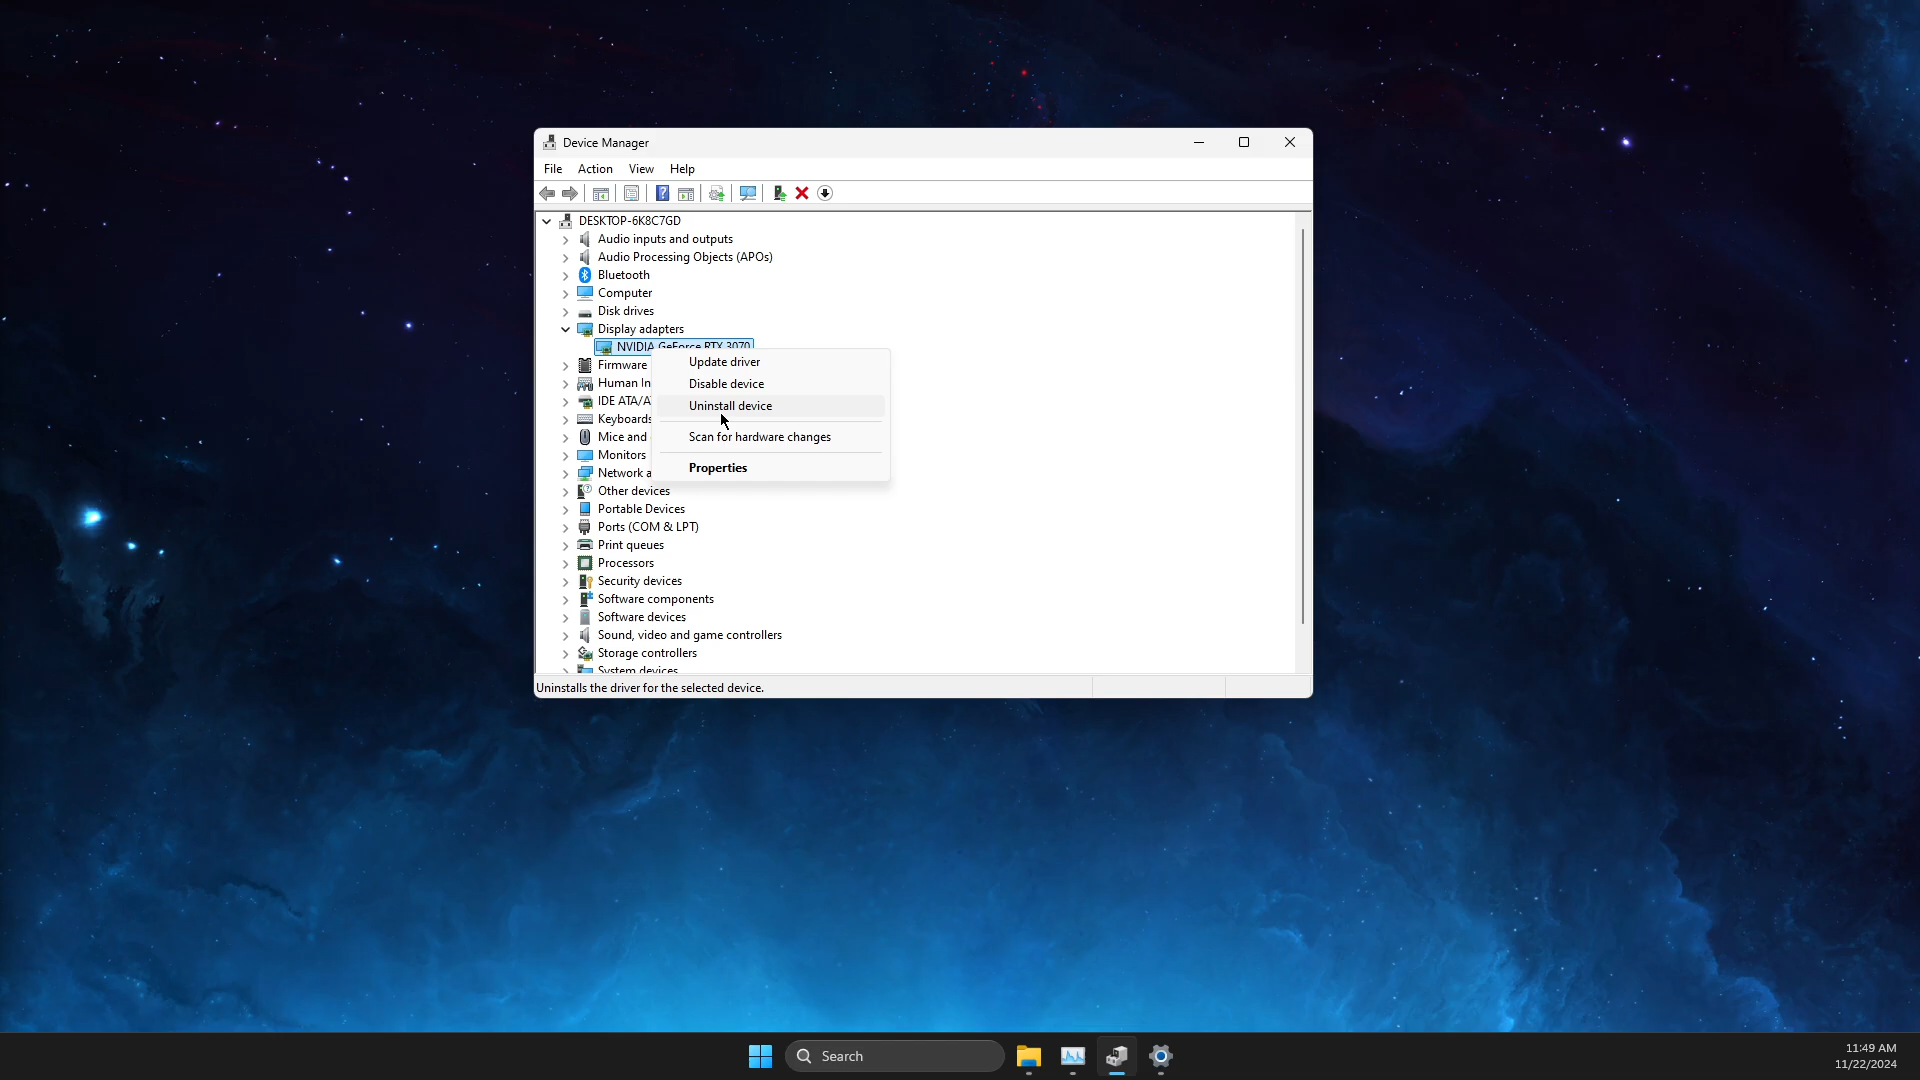 Device Manager
File Action View Help
DESKTOP-6K8C7GD
Audio inputs and outputs
Audio Processing Objects (APOs)
Bluetooth
Computer
Disk drives
Display adapters
NVIDIA GeForce RTX 3070
Firmware
Human In
IDE ATA/A
Keyboards
Mice and
Monitors
Network a
Other devices
Portable Devices
Ports (COM & LPT)
Print queues
Processors
Security devices
Software components
Software devices
Sound, video and game controllers
Storage controllers
System devices
Update driver
Disable device
Uninstall device
Scan for hardware changes
Properties
Uninstalls the driver for the selected device.
Search
11:49 AM
11/22/2024